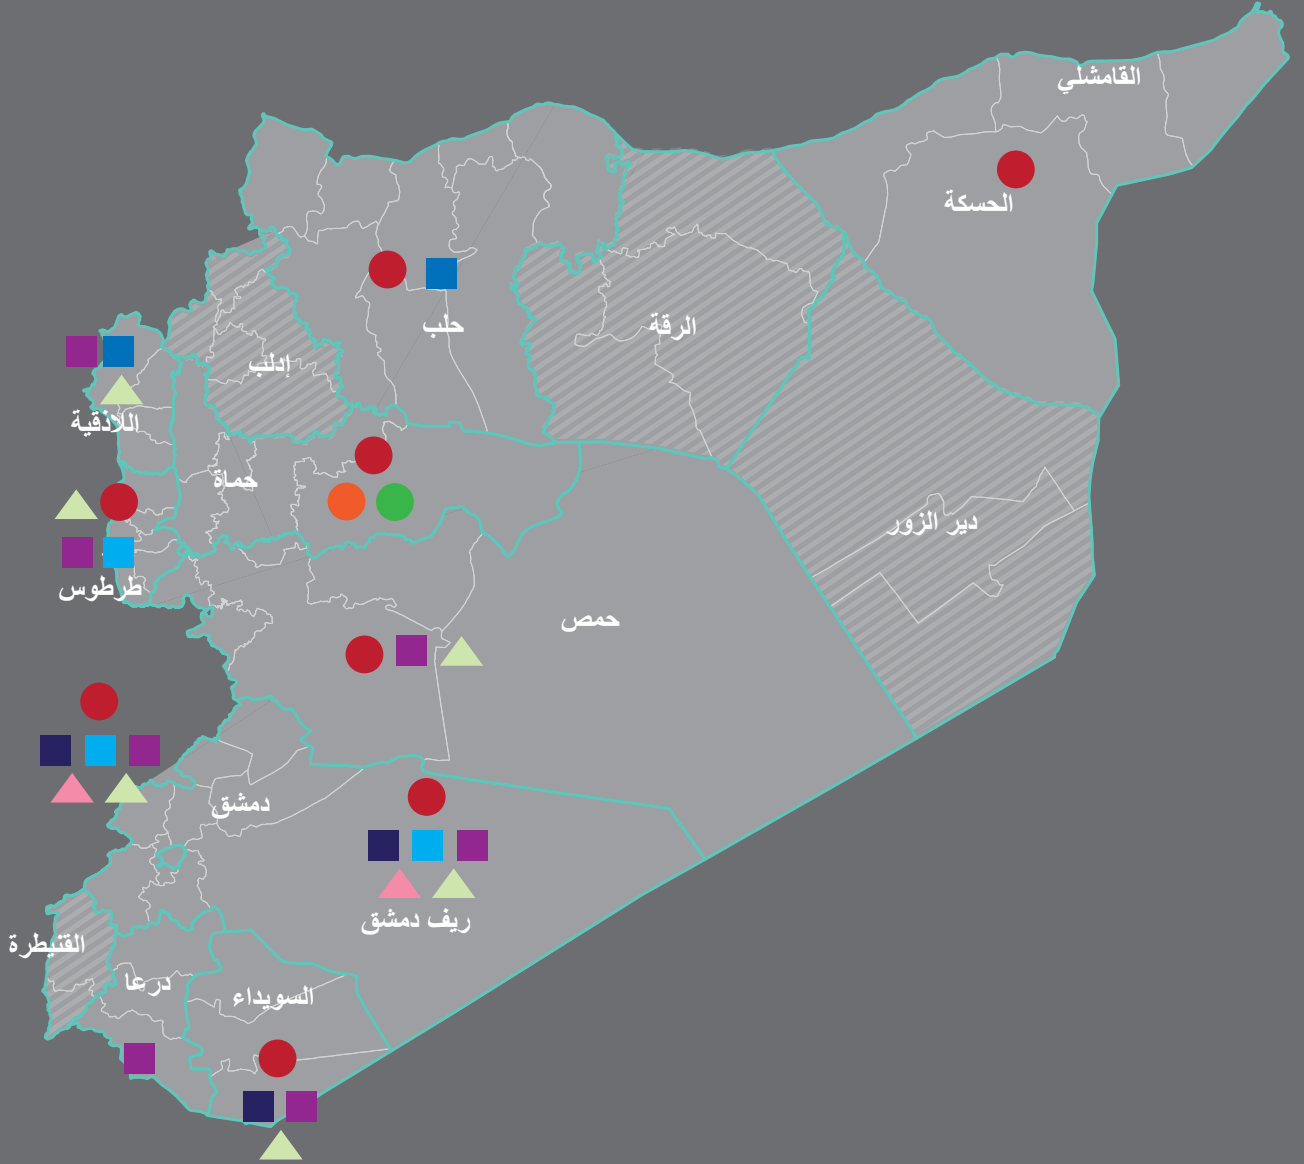 القامشلي
الحسكة
حلب
الرقة
إدلب
اللاذقية
حماة
دير الزور
طرطوس
حمص
دمشق
ريف دمشق
القنيطرة
درعا
السويداء